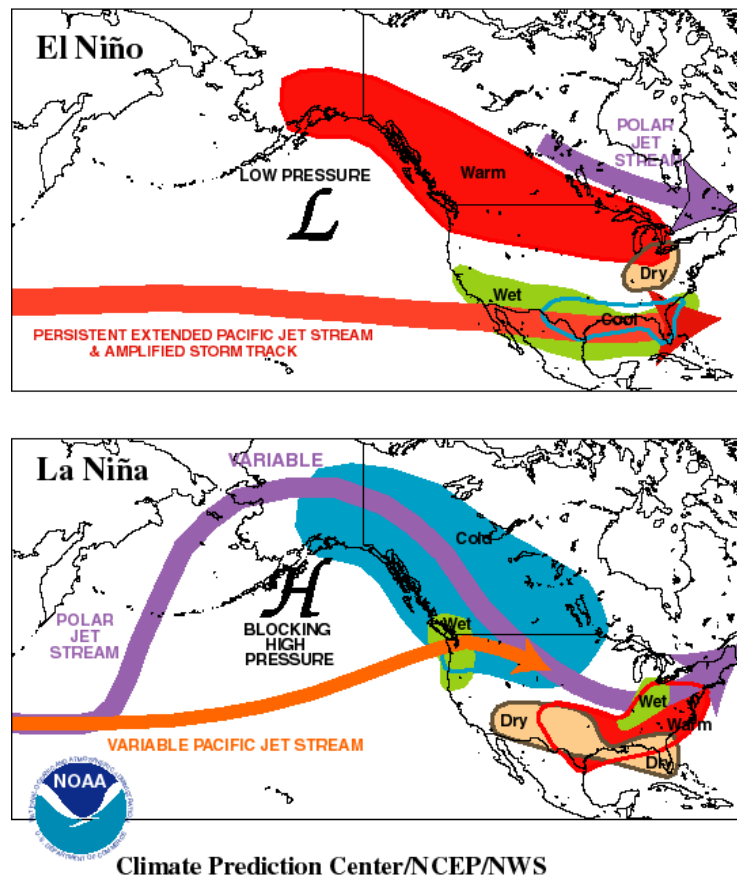 El Niño
POLAR
JET
STREAM
LOW PRESSURE
L
Warm
Dry
Wet
Cool
PERSISTENT EXTENDED PACIFIC JET STREAM
& AMPLIFIED STORM TRACK
La Niña
VARIABLE
Cold
H
BLOCKING
HIGH
PRESSURE
POLAR
JET
STREAM
Wet
Wet
Dry
Warm
Dry
VARIABLE PACIFIC JET STREAM
NOAA
Climate Prediction Center/NCEP/NWS